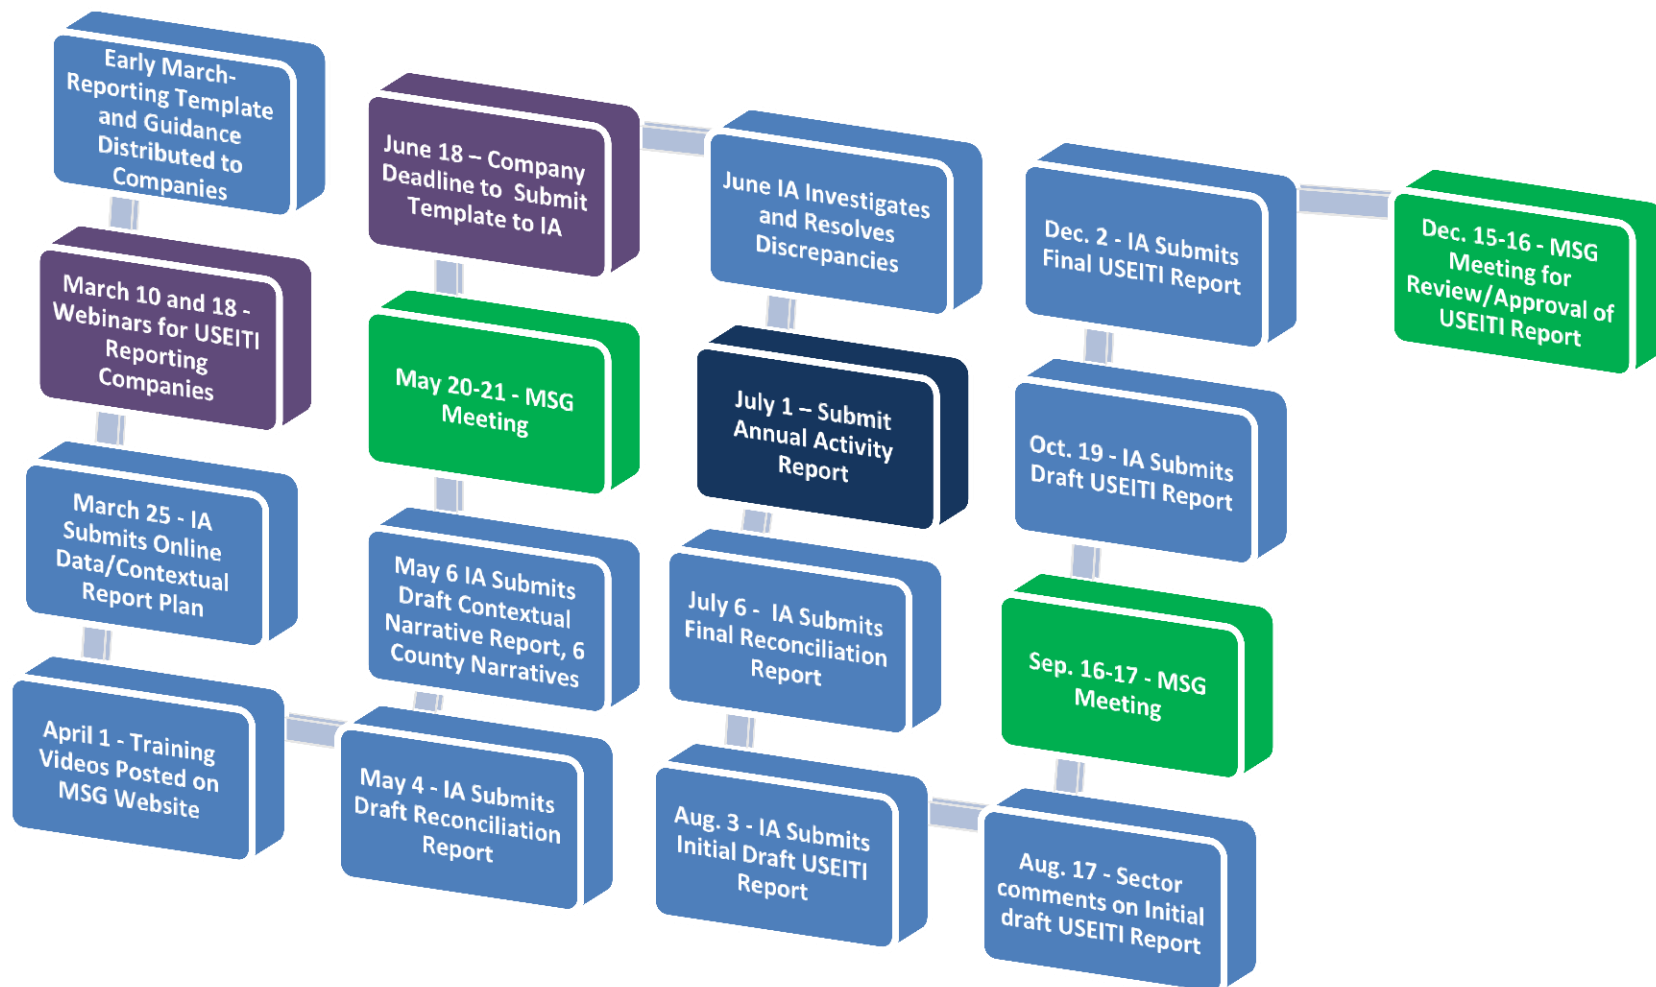 Early March-
Reporting Template
and Guidance
Distributed to
Companies
March 10 and 18 -
Webinars for USEITI
Reporting
Companies
March 25 - IA
Submits Online
Data/Contextual
Report Plan
April 1 - Training
Videos Posted on
MSG Website
May 4 - IA Submits
Draft Reconciliation
Report
May 6 IA Submits
Draft Contextual
Narrative Report, 6
County Narratives
May 20-21 - MSG
Meeting
June 18 – Company
Deadline to Submit
Template to IA
June IA Investigates
and Resolves
Discrepancies
July 1 – Submit
Annual Activity
Report
July 6 - IA Submits
Final Reconciliation
Report
Aug. 3 - IA Submits
Initial Draft USEITI
Report
Aug. 17 - Sector
comments on Initial
draft USEITI Report
Sep. 16-17 - MSG
Meeting
Oct. 19 - IA Submits
Draft USEITI Report
Dec. 2 - IA Submits
Final USEITI Report
Dec. 15-16 - MSG
Meeting for
Review/Approval of
USEITI Report